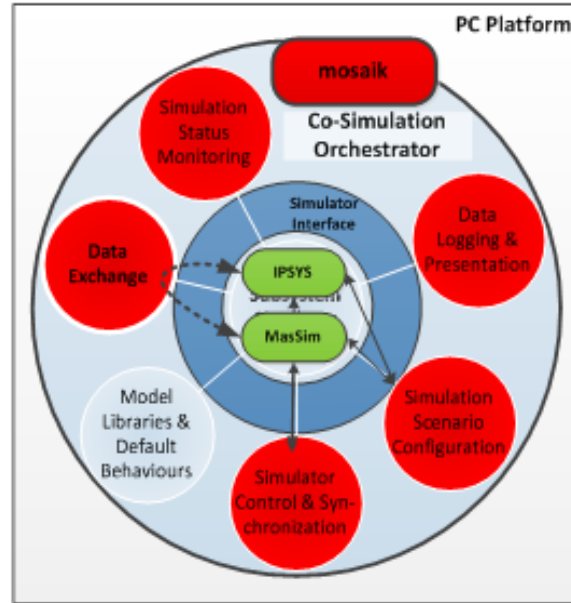 PC Platform
mosaik
Co-Simulation
Orchestrator
Simulation
Status
Monitoring
Simulator
Interface
Data
Logging &
Presentation
Data
Exchange
IPSYS
Subsystem
MasSim
Model
Libraries &
Default
Behaviours
Simulation
Scenario
Configuration
Simulator
Control & Syn-
chronization